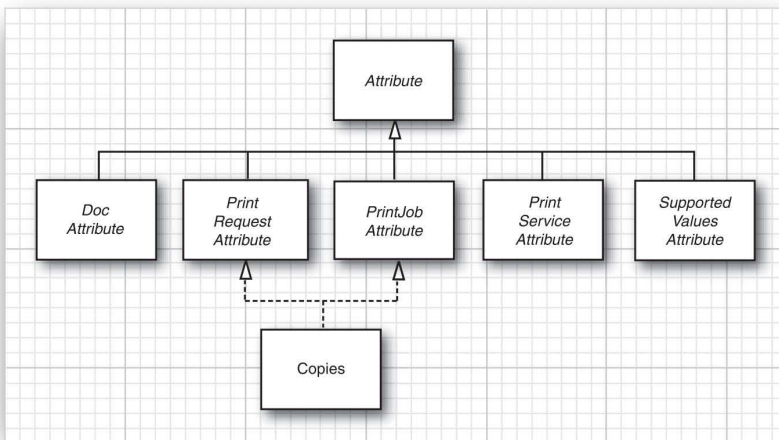 Attribute
Doc
Attribute
Print
Request
Attribute
PrintJob
Attribute
Print
Service
Attribute
Supported
Values
Attribute
Copies